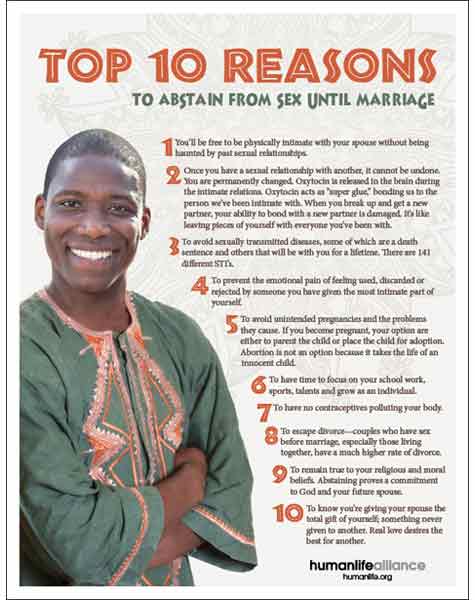 TOP 10 REASONS
TO ABSTAIN FROM SEX UNTIL MARRIAGE
1 You'll be free to be physically intimate with your spouse without being
haunted by past sexual relationships.
2 Once you have a sexual relationship with another, it cannot be undone.
You are permanently changed. Oxytocin is released in the brain during
the intimate relations. Oxytocin acts as "super glue," bonding us to the
person we've been intimate with. When you break up and get a new
partner, your ability to bond with a new partner is damaged. It's like
leaving pieces of yourself with everyone you've been with.
3 To avoid sexually transmitted diseases, some of which are a death
sentence and others that will be with you for a lifetime. There are 141
different STI's.
4 To prevent the emotional pain of feeling used, discarded or
rejected by someone you have given the most intimate part of
yourself.
5 To avoid unintended pregnancies and the problems
they cause. If you become pregnant, your option are
either to parent the child or place the child for adoption.
Abortion is not an option because it takes the life of an
innocent child.
6 To have time to focus on your school work,
sports, talents and grow as an individual.
7 To have no contraceptives polluting your body.
8 To escape divorce—couples who have sex
before marriage, especially those living
together, have a much higher rate of divorce.
9 To remain true to your religious and moral
beliefs. Abstaining proves a commitment
to God and your future spouse.
10 To know you're giving your spouse the
total gift of yourself; something never
given to another. Real love desires the
best for another.
humanlifealliance
humanlife.org